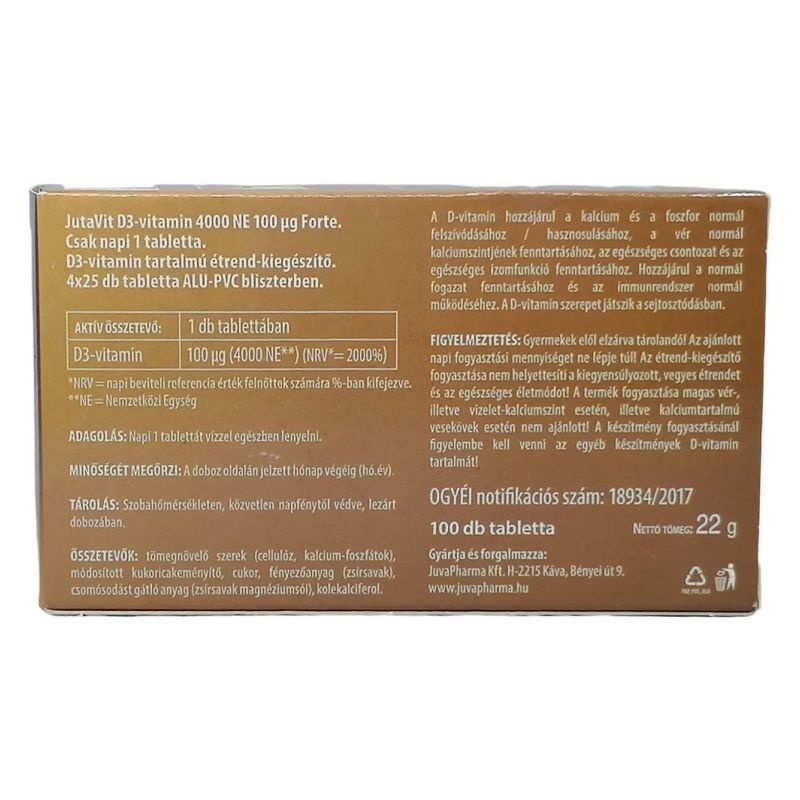 JutaVit D3-vitamin 4000 NE 100 µg Forte.
Csak napi 1 tabletta.
D3-vitamin tartalmú étrend-kiegészítő.
4x25 db tabletta ALU-PVC bliszterben.
AKTÍV ÖSSZETEVŐ: 1 db tablettában
D3-vitamin 100 µg (4000 NE**) (NRV*= 2000%)
*NRV = napi beviteli referencia érték felnőttek számára %-ban kifejezve.
**NE = Nemzetközi Egység
ADAGOLÁS: Napi 1 tablettát vízzel egészben lenyelni.
MINŐSÉGÉT MEGŐRZI: A doboz oldalán jelzett hónap végéig (hó.év).
TÁROLÁS: Szobahőmérsékleten, közvetlen napfénytől védve, lezárt
dobozában.
ÖSSZETEVŐK: tömegnövelő szerek (cellulóz, kalcium-foszfátok),
módosított kukoricakeményítő, cukor, fényezőanyag (zsírsavak),
csomósodást gátló anyag (zsírsavak magnéziumsói), kolekalciferol.
A D-vitamin hozzájárul a kalcium és a foszfor normál
felszívódásához / hasznosulásához, a vér normál
kalciumszintjének fenntartásához, az egészséges csontozat és az
egészséges izomfunkció fenntartásához. Hozzájárul a normál
fogazat fenntartásához és az immunrendszer normál
működéséhez. A D-vitamin szerepet játszik a sejtosztódásban.
FIGYELMEZTETÉS: Gyermekek elől elzárva tárolandó! Az ajánlott
napi fogyasztási mennyiséget ne lépje túl! Az étrend-kiegészítő
fogyasztása nem helyettesíti a kiegyensúlyozott, vegyes étrendet
és az egészséges életmódot! A termék fogyasztása magas vér-,
illetve vizelet-kalciumszint esetén, illetve kalciumtartalmú
vesekövek esetén nem ajánlott! A készítmény fogyasztásánál
figyelembe kell venni az egyéb készítmények D-vitamin
tartalmát!
OGYÉI notifikációs szám: 18934/2017
100 db tabletta NETTÓ TÖMEG: 22 g
Gyártja és forgalmazza:
JuvaPharma Kft. H-2215 Káva, Bényei út 9.
www.juvapharma.hu
PAP, PVC, ALU